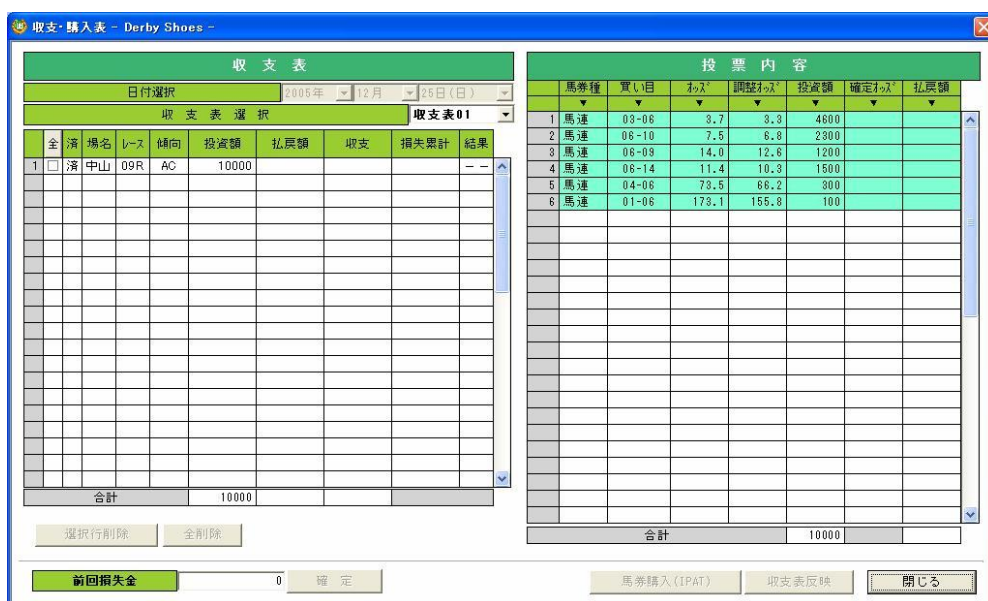 収支・購入表 - Derby Shoes -
収 支 表
日付選択 2005年 12月 25日(日)
収 支 表 選 択 収支表01
全 済 場名 レース 傾向 投資額 払戻額 収支 損失累計 結果
1 済 中山 09R AC 10000 - -
合計 10000
選択行削除 全削除
前回損失金 0 確 定
投 票 内 容
馬券種 買い目 オッズ 調整オッズ 投資額 確定オッズ 払戻額
▼ ▼ ▼ ▼ ▼ ▼ ▼
1 馬連 03-06 3.7 3.3 4600
2 馬連 06-10 7.5 6.8 2300
3 馬連 06-09 14.0 12.6 1200
4 馬連 06-14 11.4 10.3 1500
5 馬連 04-06 73.5 66.2 300
6 馬連 01-06 173.1 155.8 100
合計 10000
馬券購入(IPAT) 収支表反映 閉じる